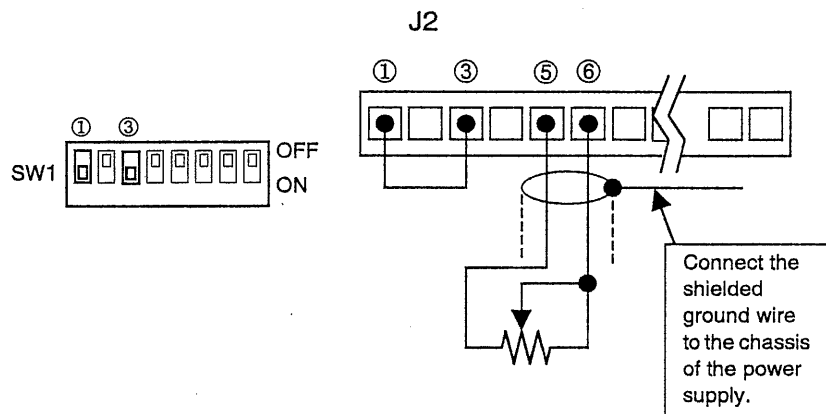 J2
① ③ ⑤ ⑥
① ③
OFF
SW1
ON
Connect the
shielded
ground wire
to the chassis
of the power
supply.